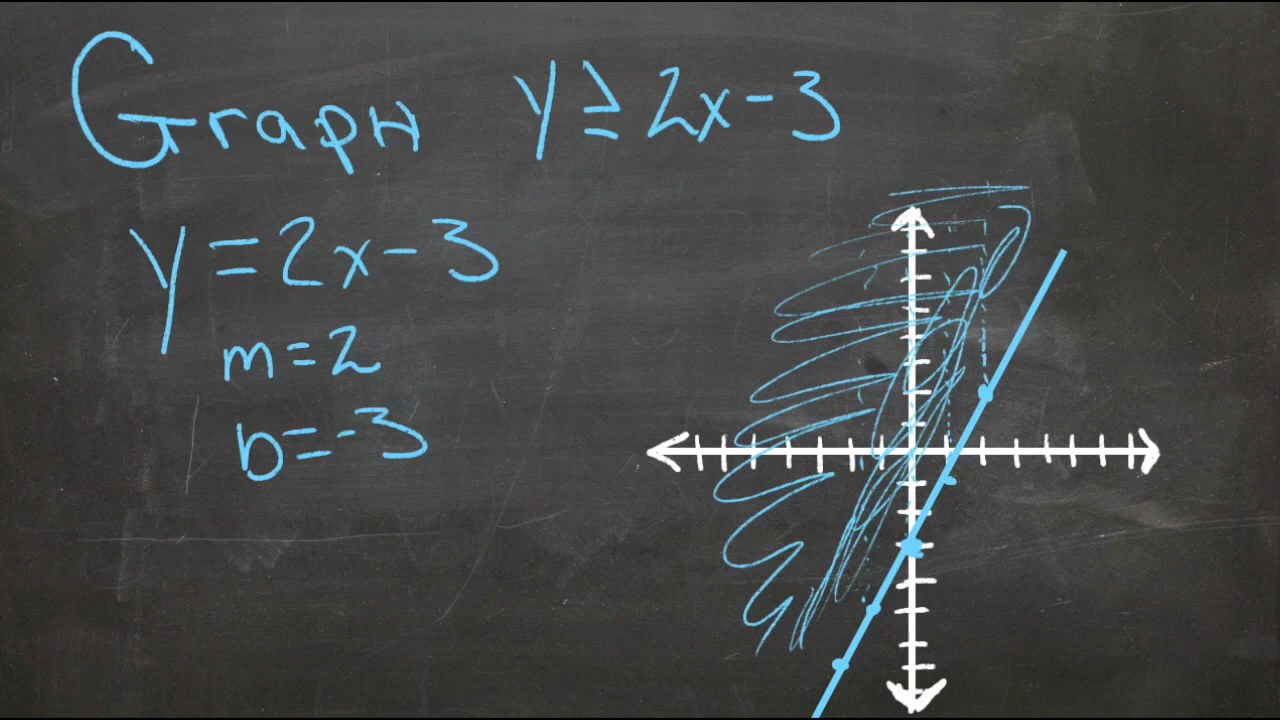 Graph y ≥ 2x - 3
y = 2x - 3
m = 2
b = -3